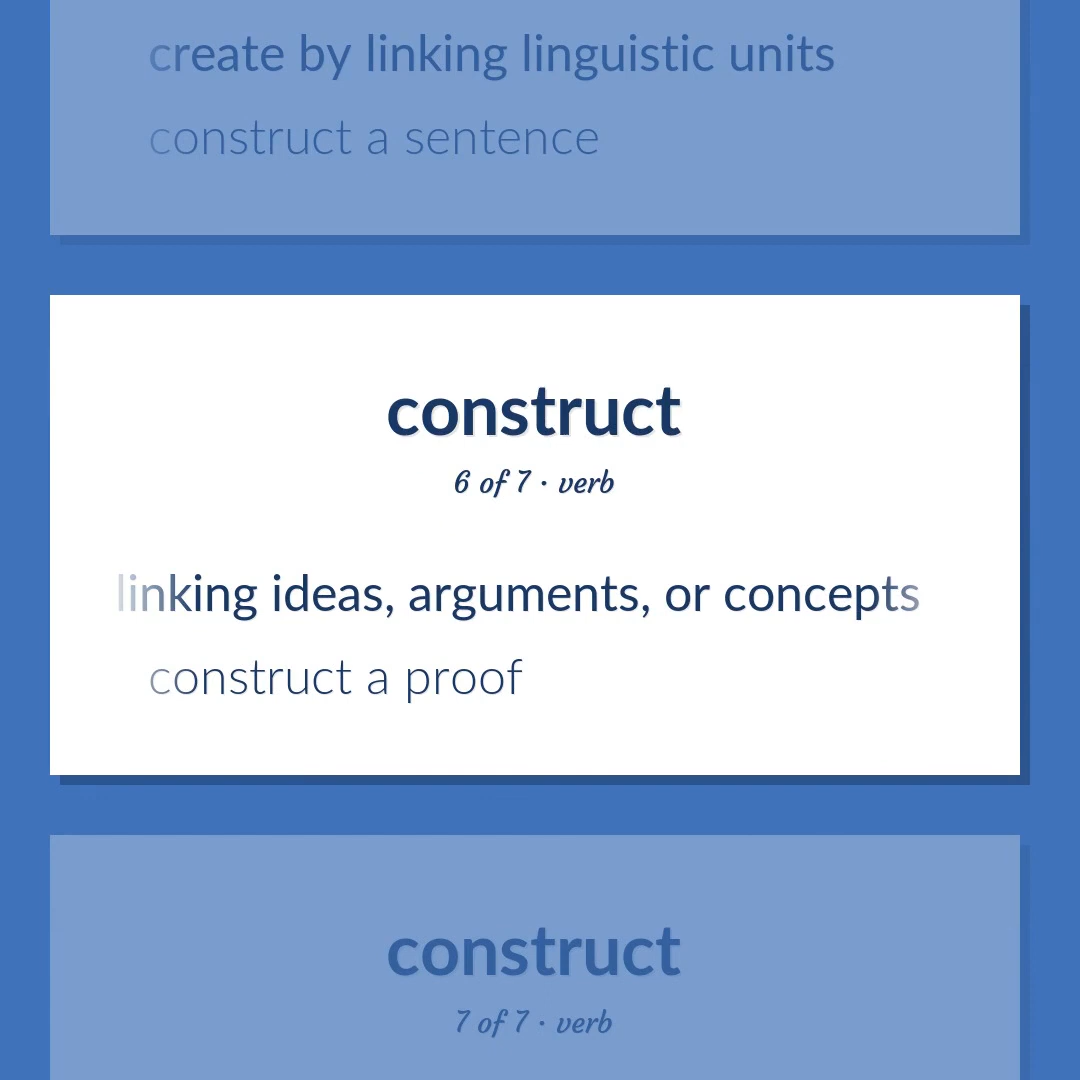 create by linking linguistic units
construct a sentence
construct
6 of 7 · verb
linking ideas, arguments, or concepts
construct a proof
construct
7 of 7 · verb